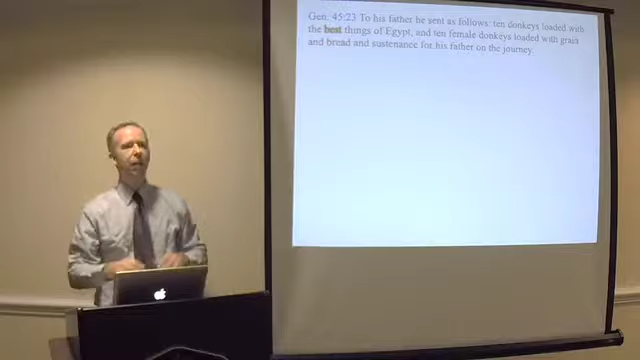 Gen. 45:23 To his father he sent as follows: ten donkeys loaded with
the best things of Egypt, and ten female donkeys loaded with grain
and bread and sustenance for his father on the journey.